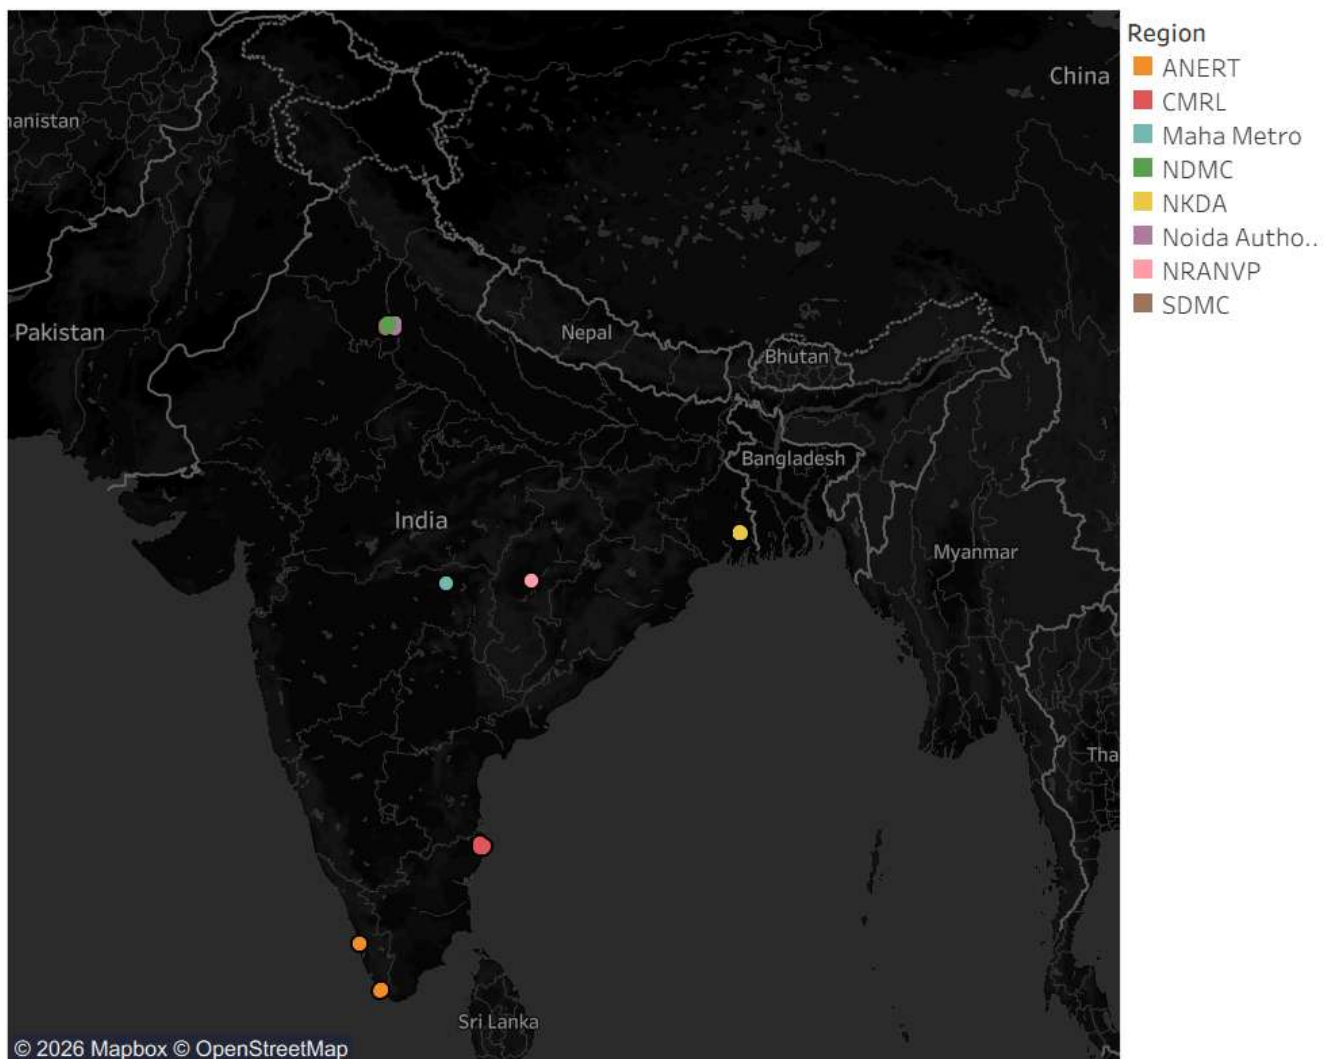 Region
ANERT
CMRL
Maha Metro
NDMC
NKDA
Noida Autho..
NRANVP
SDMC
China
hanistan
Pakistan
Nepal
Bhutan
Bangladesh
India
Myanmar
Tha
Sri Lanka
© 2026 Mapbox © OpenStreetMap